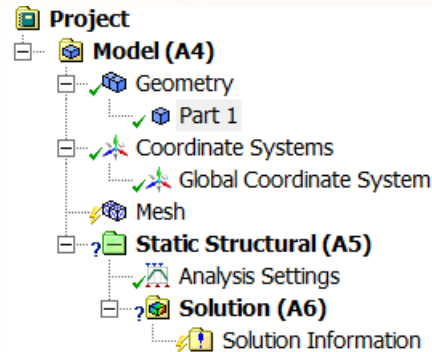 Project
Model (A4)
Geometry
Part 1
Coordinate Systems
Global Coordinate System
Mesh
Static Structural (A5)
Analysis Settings
Solution (A6)
Solution Information